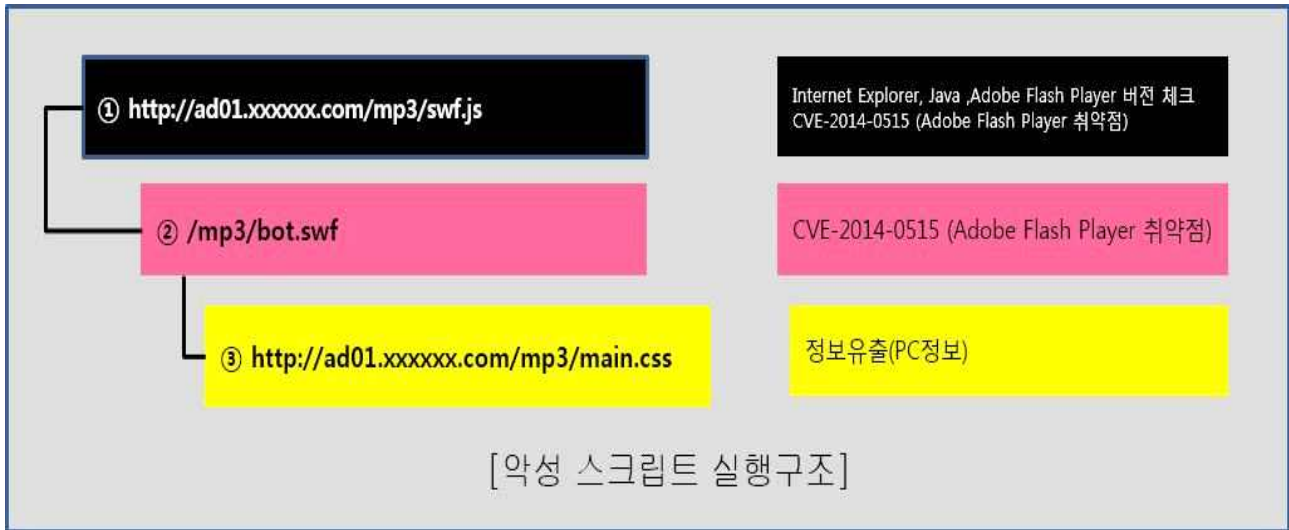 ① http://ad01.xxxxxx.com/mp3/swf.js
Internet Explorer, Java ,Adobe Flash Player 버전 체크
CVE-2014-0515 (Adobe Flash Player 취약점)
② /mp3/bot.swf
CVE-2014-0515 (Adobe Flash Player 취약점)
③ http://ad01.xxxxxx.com/mp3/main.css
정보유출(PC정보)
[악성 스크립트 실행구조]